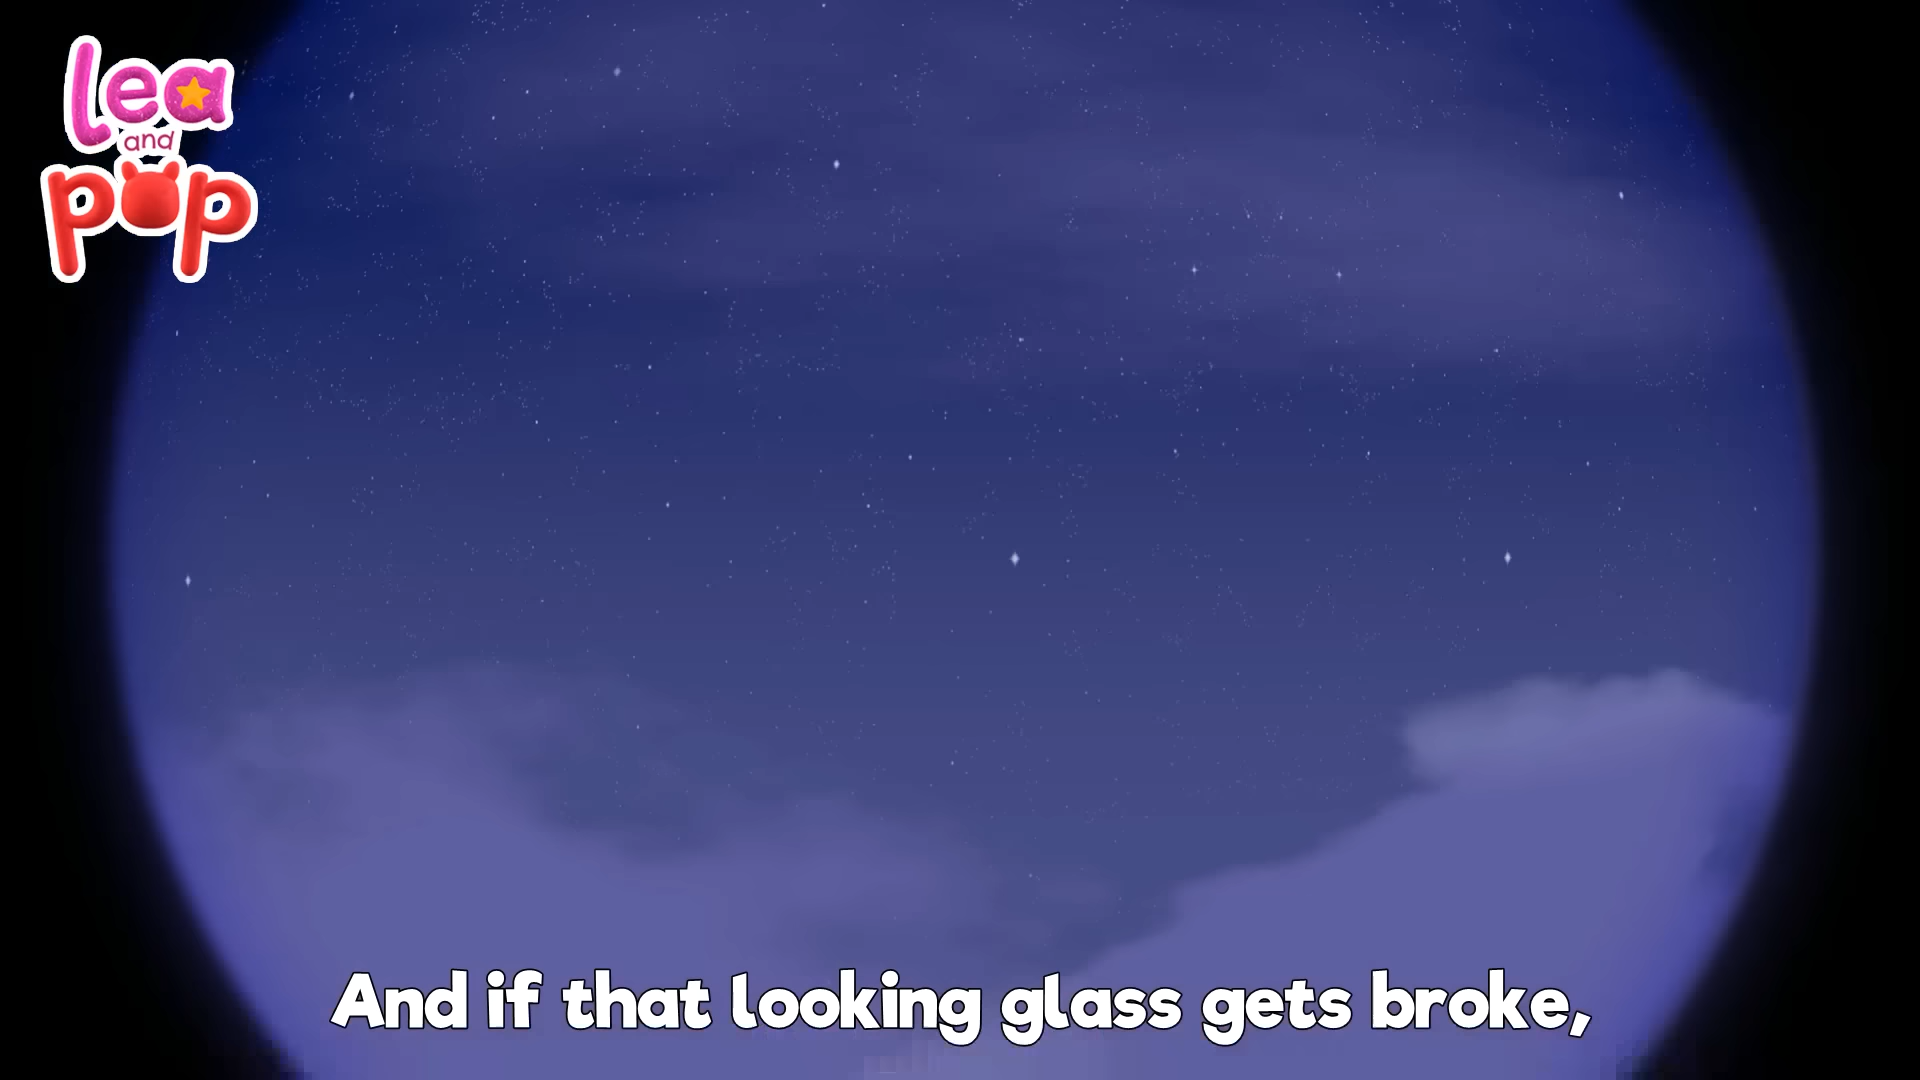 lea
and
pop
And if that looking glass gets broke,